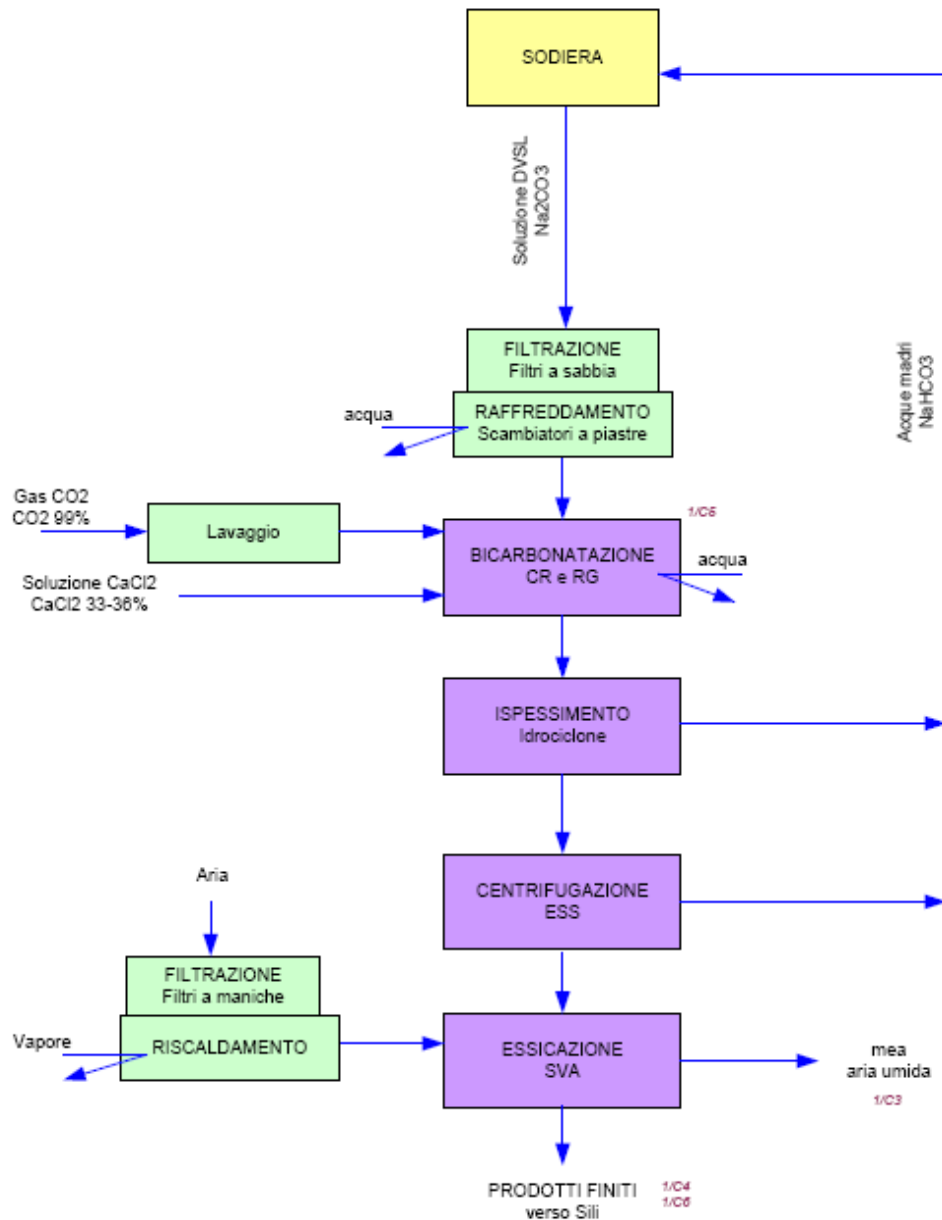 SODIERA
Soluzione DVSL
Na2CO3
FILTRAZIONE
Filtri a sabbia
acqua
RAFFREDDAMENTO
Scambiatori a piastre
Acque madri
NaHCO3
Gas CO2
CO2 99%
Lavaggio
1/C5
BICARBONATAZIONE
CR e RG
acqua
Soluzione CaCl2
CaCl2 33-36%
ISPESSIMENTO
Idrociclone
CENTRIFUGAZIONE
ESS
Aria
FILTRAZIONE
Filtri a maniche
Vapore
RISCALDAMENTO
ESSICAZIONE
SVA
mea
aria umida
1/C3
PRODOTTI FINITI
verso Sili
1/C4
1/C6